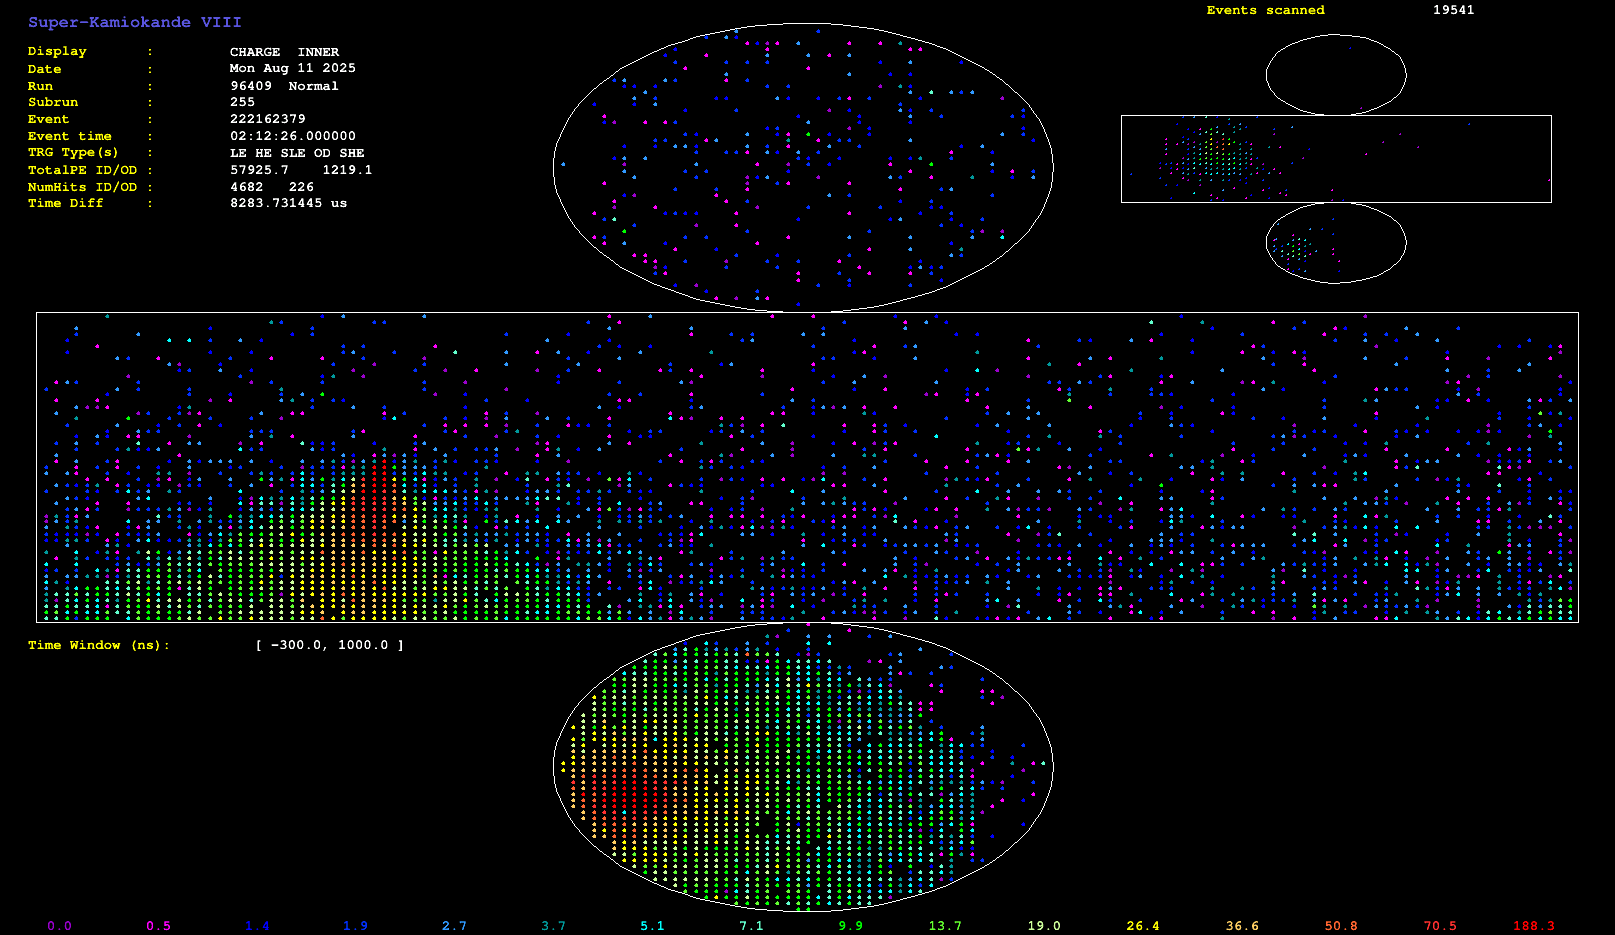 Super-Kamiokande VIII
Events scanned 19541
Display : CHARGE INNER
Date : Mon Aug 11 2025
Run : 96409 Normal
Subrun : 255
Event : 222162379
Event time : 02:12:26.000000
TRG Type(s) : LE HE SLE OD SHE
TotalPE ID/OD : 57925.7 1219.1
NumHits ID/OD : 4682 226
Time Diff : 8283.731445 us
Time Window (ns): [ -300.0, 1000.0 ]
0.0 0.5 1.4 1.9 2.7 3.7 5.1 7.1 9.9 13.7 19.0 26.4 36.6 50.8 70.5 188.3